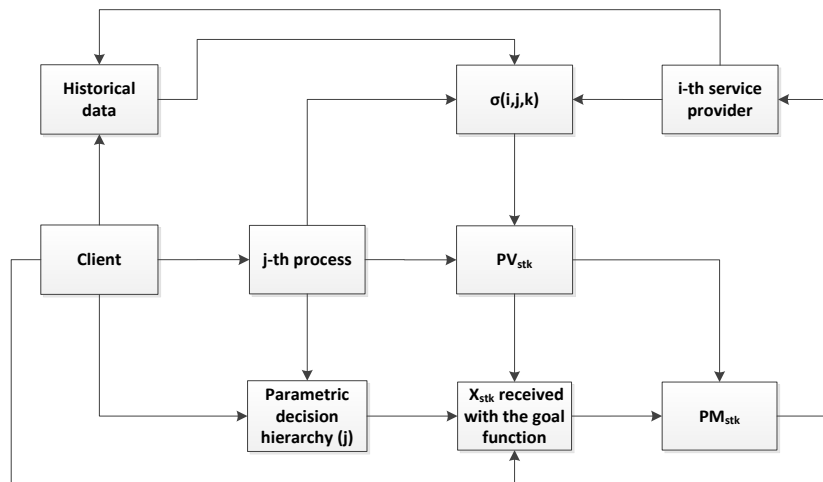 Historical
data
σ(i,j,k)
i-th service
provider
Client
j-th process
PVstk
Parametric
decision
hierarchy (j)
Xstk received
with the goal
function
PMstk